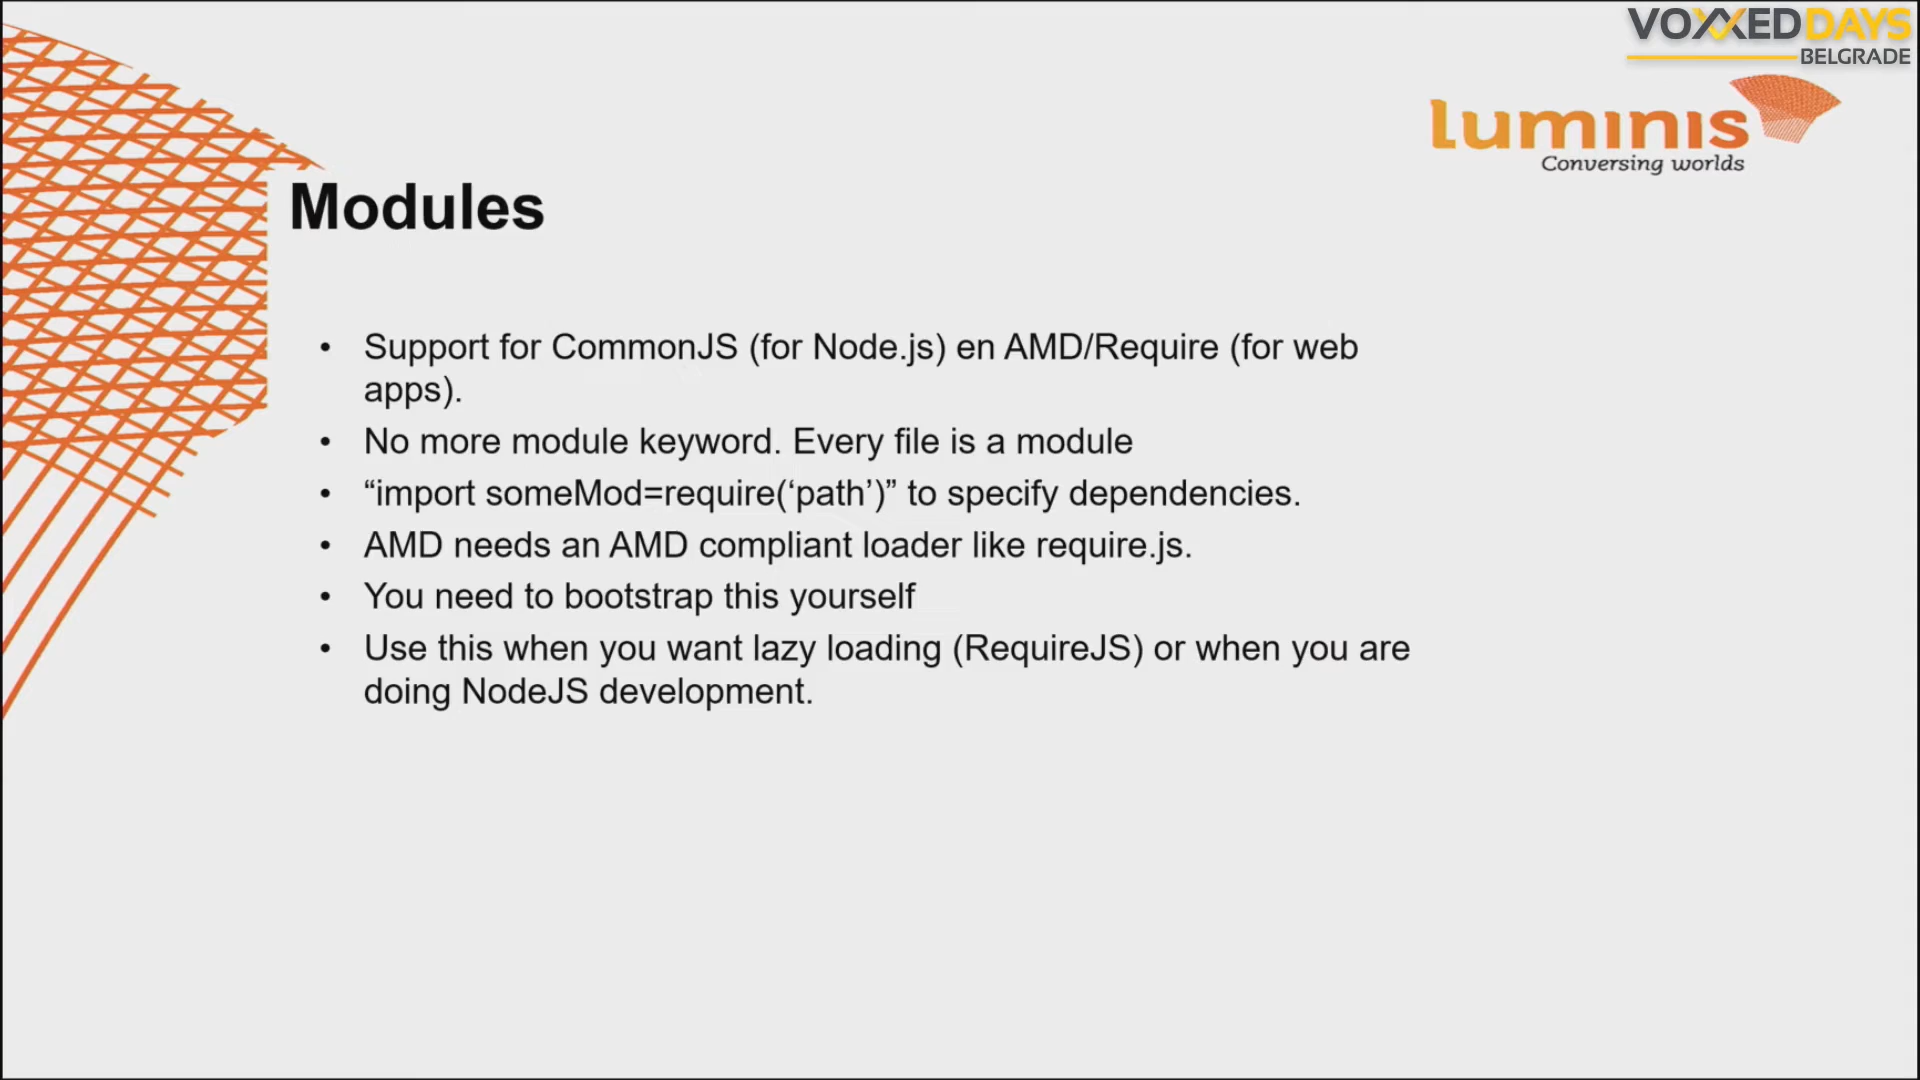 VOXXED DAYS
BELGRADE
luminis
Conversing worlds
Modules
• Support for CommonJS (for Node.js) en AMD/Require (for web
apps).
• No more module keyword. Every file is a module
• “import someMod=require(‘path’)” to specify dependencies.
• AMD needs an AMD compliant loader like require.js.
• You need to bootstrap this yourself
• Use this when you want lazy loading (RequireJS) or when you are
doing NodeJS development.